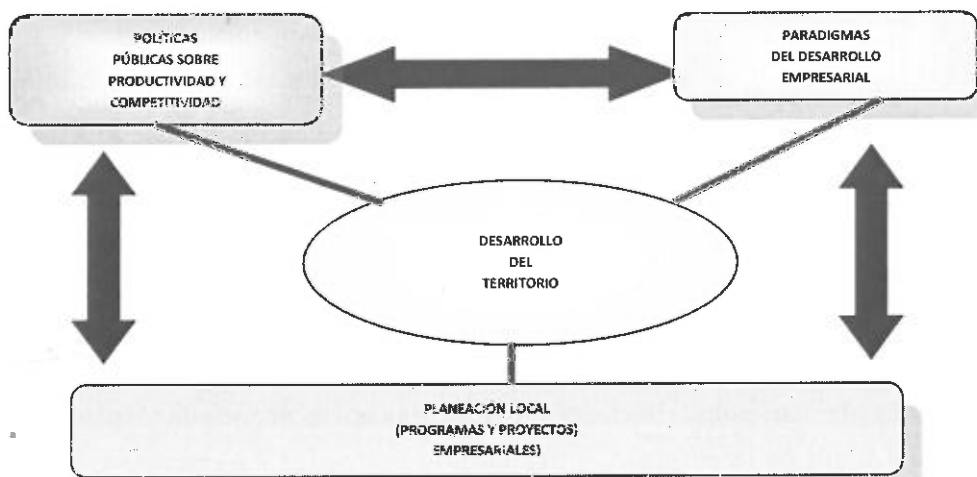 POLÍTICAS
PÚBLICAS SOBRE
PRODUCTIVIDAD Y
COMPETITIVIDAD
PARADIGMAS
DEL DESARROLLO
EMPRESARIAL
DESARROLLO
DEL
TERRITORIO
PLANEACIÓN LOCAL
(PROGRAMAS Y PROYECTOS)
EMPRESARIALES)